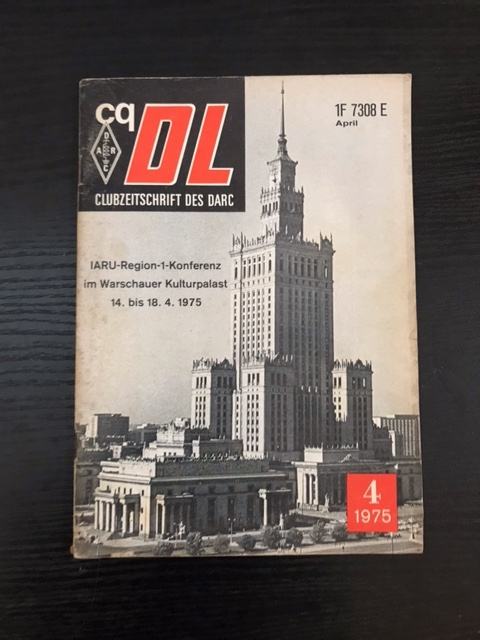 cq DL
D
A R
C
CLUBZEITSCHRIFT DES DARC
1F 7308 E
April
IARU-Region-1-Konferenz
im Warschauer Kulturpalast
14. bis 18. 4. 1975
4
1975